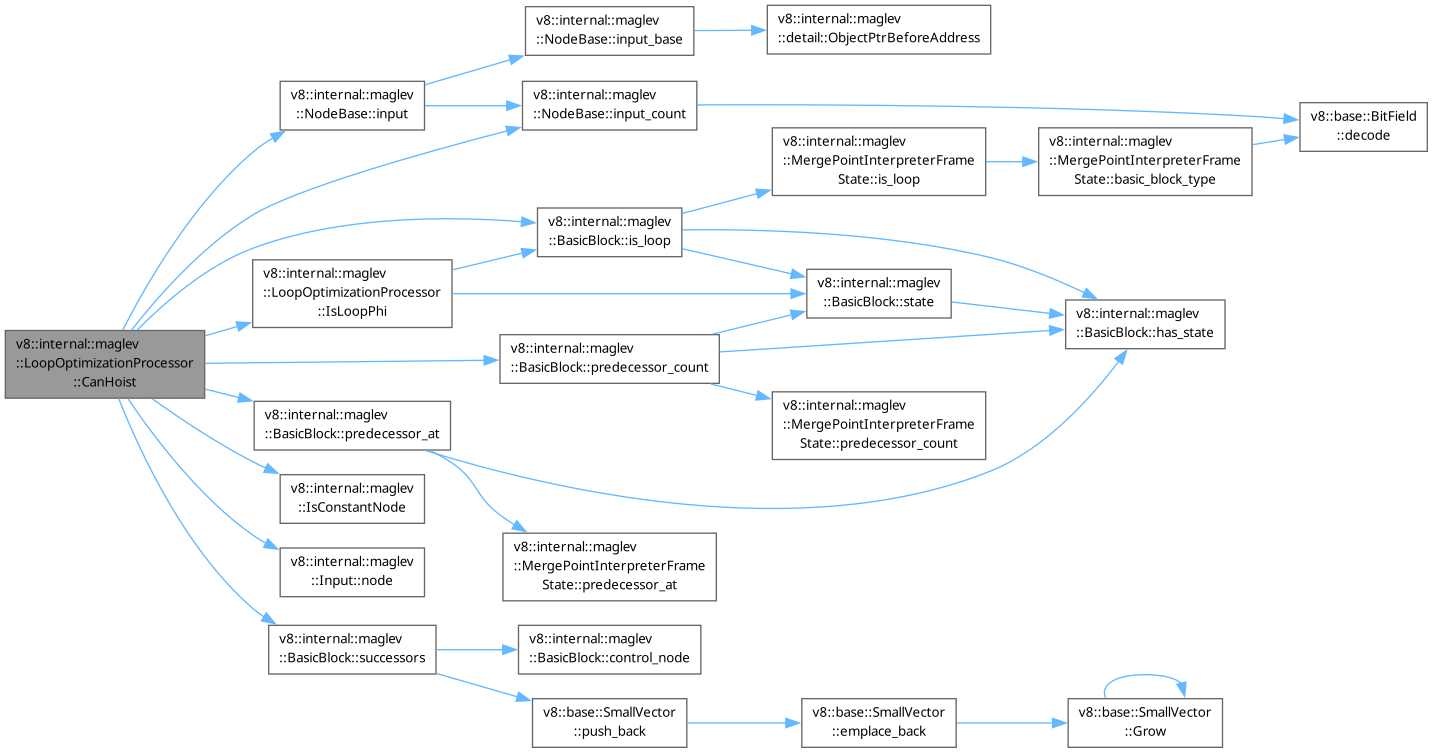 v8::internal::maglev
::NodeBase::input_base
v8::internal::maglev
::detail::ObjectPtrBeforeAddress
v8::internal::maglev
::NodeBase::input
v8::internal::maglev
::NodeBase::input_count
v8::base::BitField
::decode
v8::internal::maglev
::MergePointInterpreterFrame
State::is_loop
v8::internal::maglev
::MergePointInterpreterFrame
State::basic_block_type
v8::internal::maglev
::BasicBlock::is_loop
v8::internal::maglev
::LoopOptimizationProcessor
::IsLoopPhi
v8::internal::maglev
::BasicBlock::state
v8::internal::maglev
::BasicBlock::has_state
v8::internal::maglev
::LoopOptimizationProcessor
::CanHoist
v8::internal::maglev
::BasicBlock::predecessor_count
v8::internal::maglev
::MergePointInterpreterFrame
State::predecessor_count
v8::internal::maglev
::BasicBlock::predecessor_at
v8::internal::maglev
::IsConstantNode
v8::internal::maglev
::MergePointInterpreterFrame
State::predecessor_at
v8::internal::maglev
::Input::node
v8::internal::maglev
::BasicBlock::successors
v8::internal::maglev
::BasicBlock::control_node
v8::base::SmallVector
::push_back
v8::base::SmallVector
::emplace_back
v8::base::SmallVector
::Grow